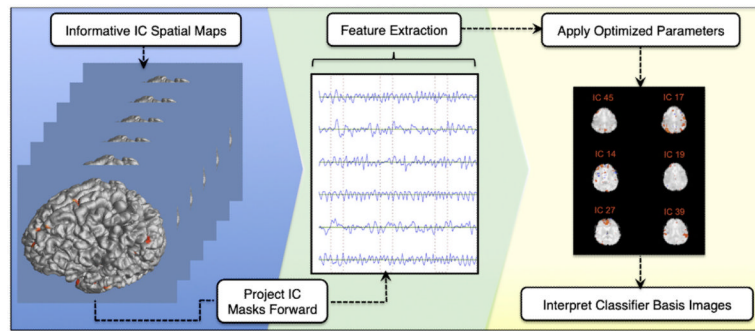 Informative IC Spatial Maps
Feature Extraction
Apply Optimized Parameters
IC 45
IC 17
IC 14
IC 19
IC 27
IC 39
Project IC
Masks Forward
Interpret Classifier Basis Images